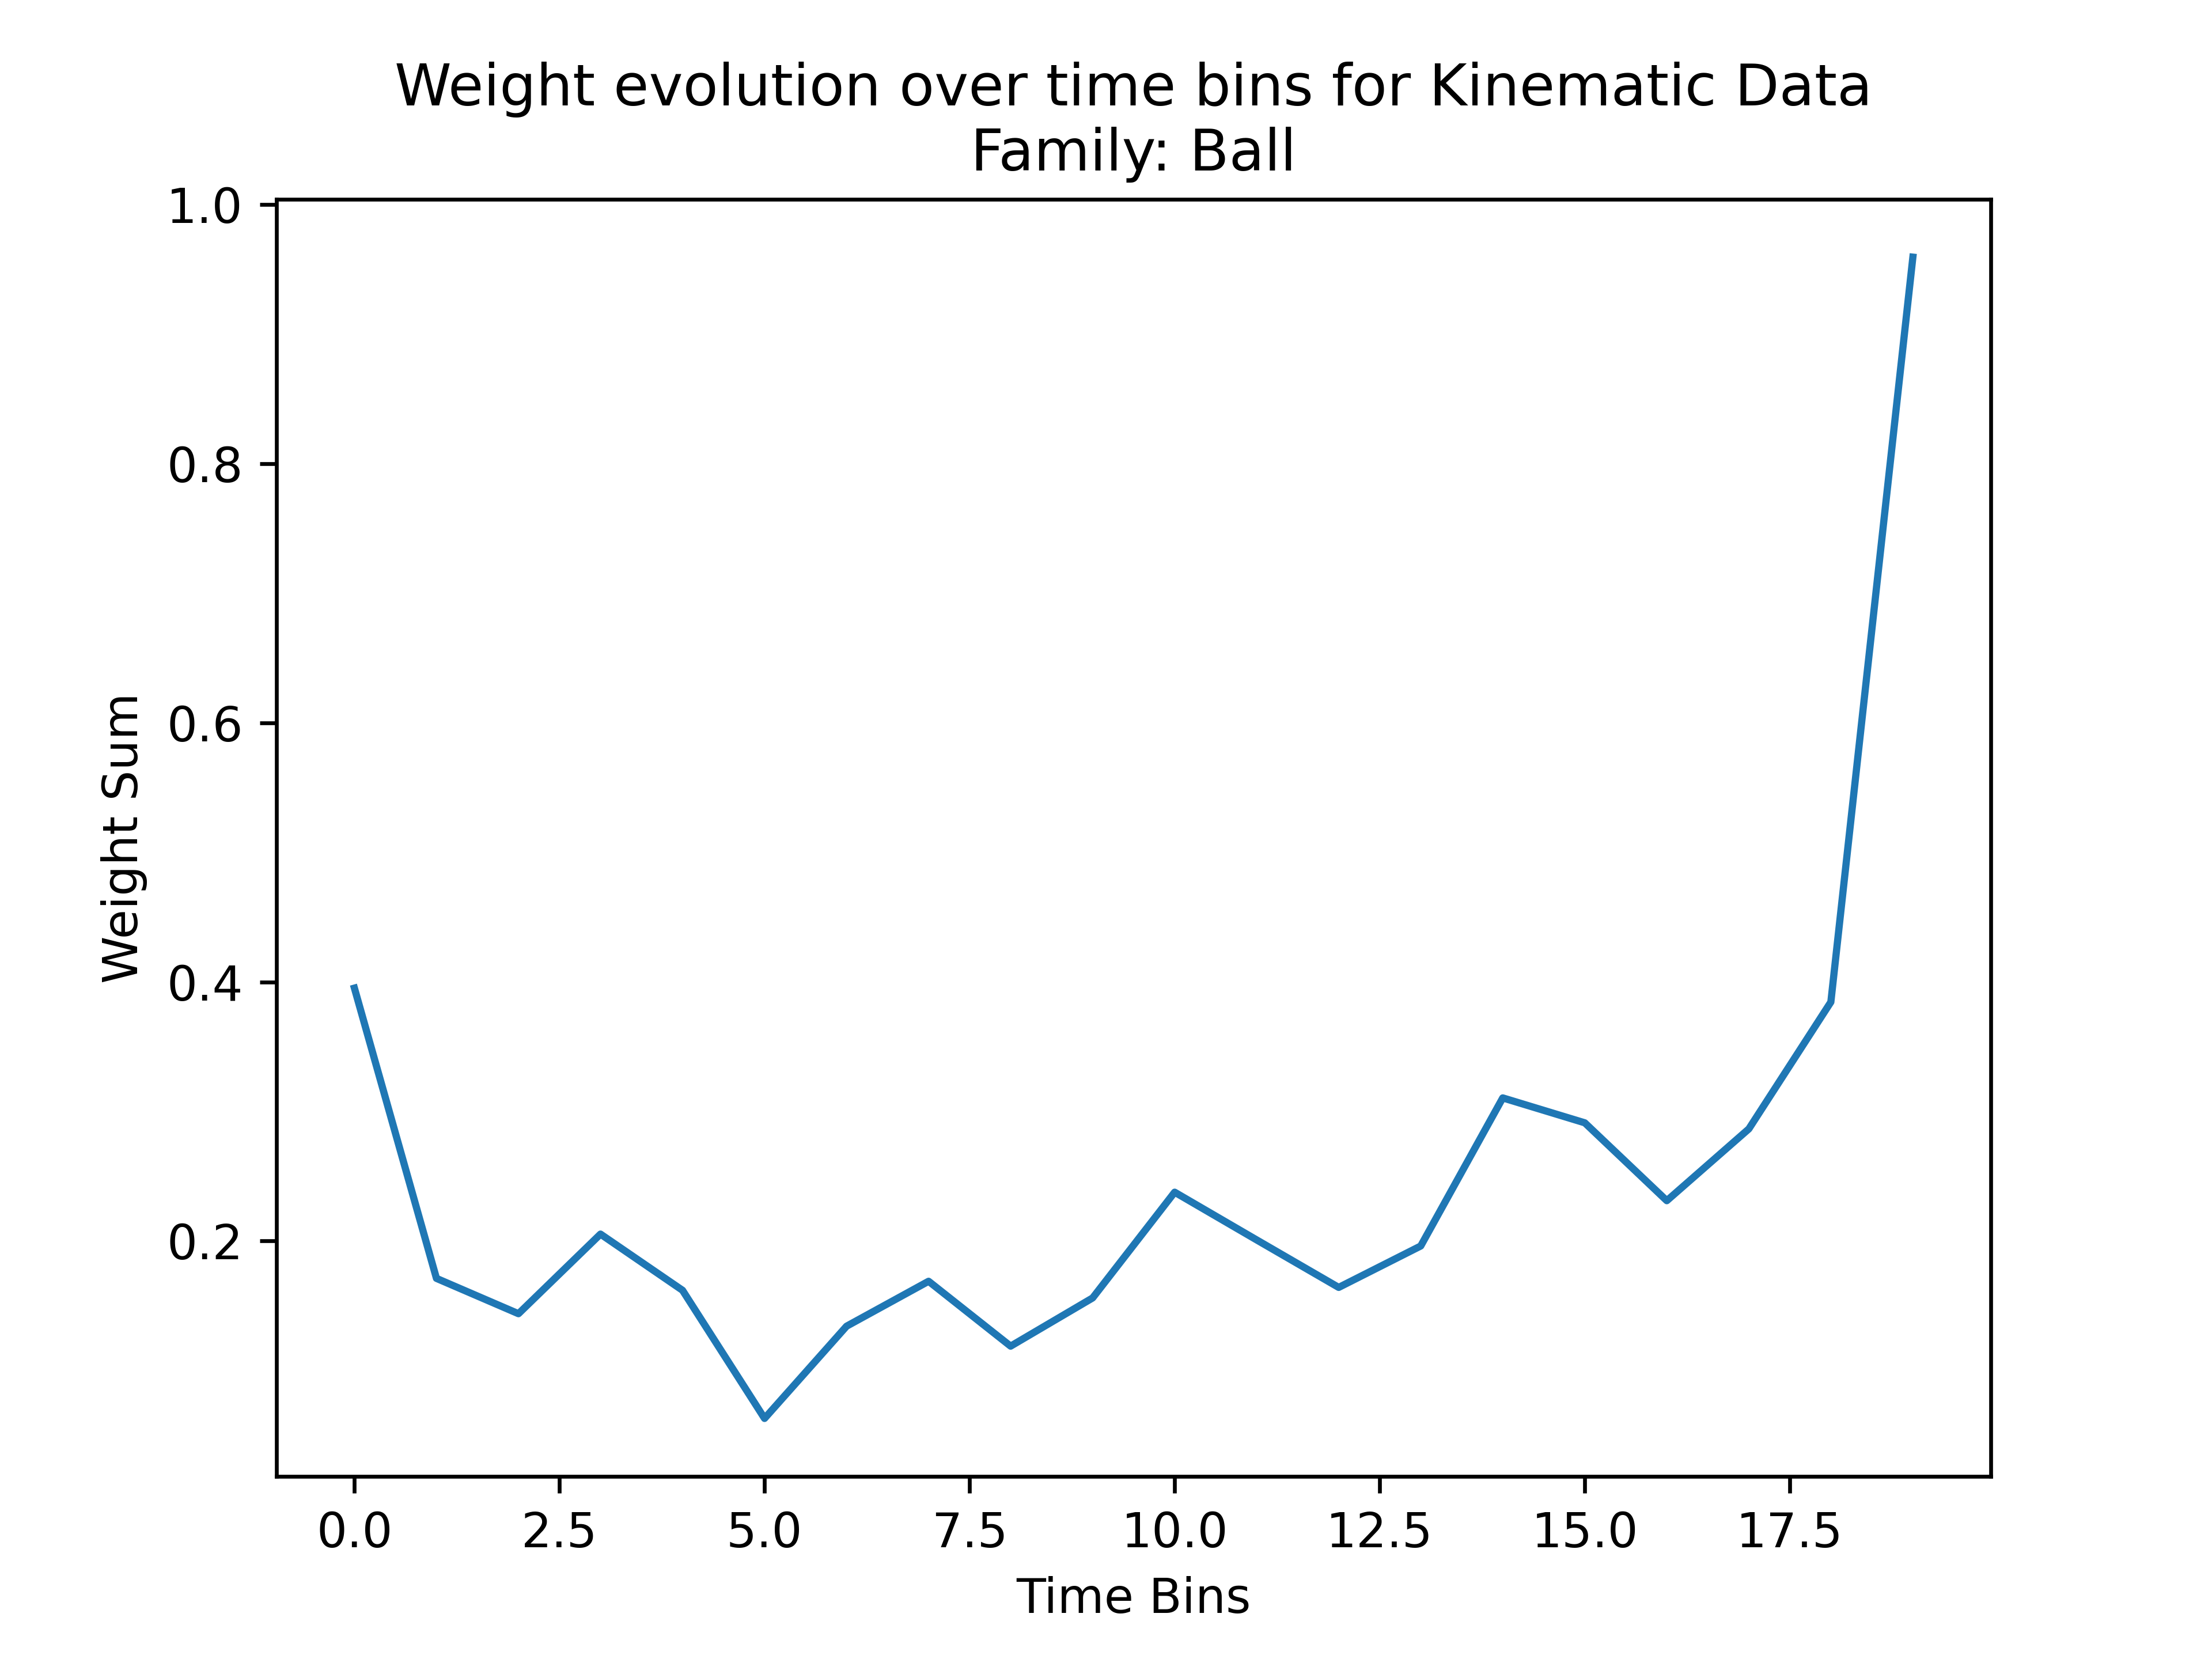 Weight evolution over time bins for Kinematic Data
Family: Ball
1.0
0.8
0.6
0.4
0.2
Weight Sum
0.0 2.5 5.0 7.5 10.0 12.5 15.0 17.5
Time Bins